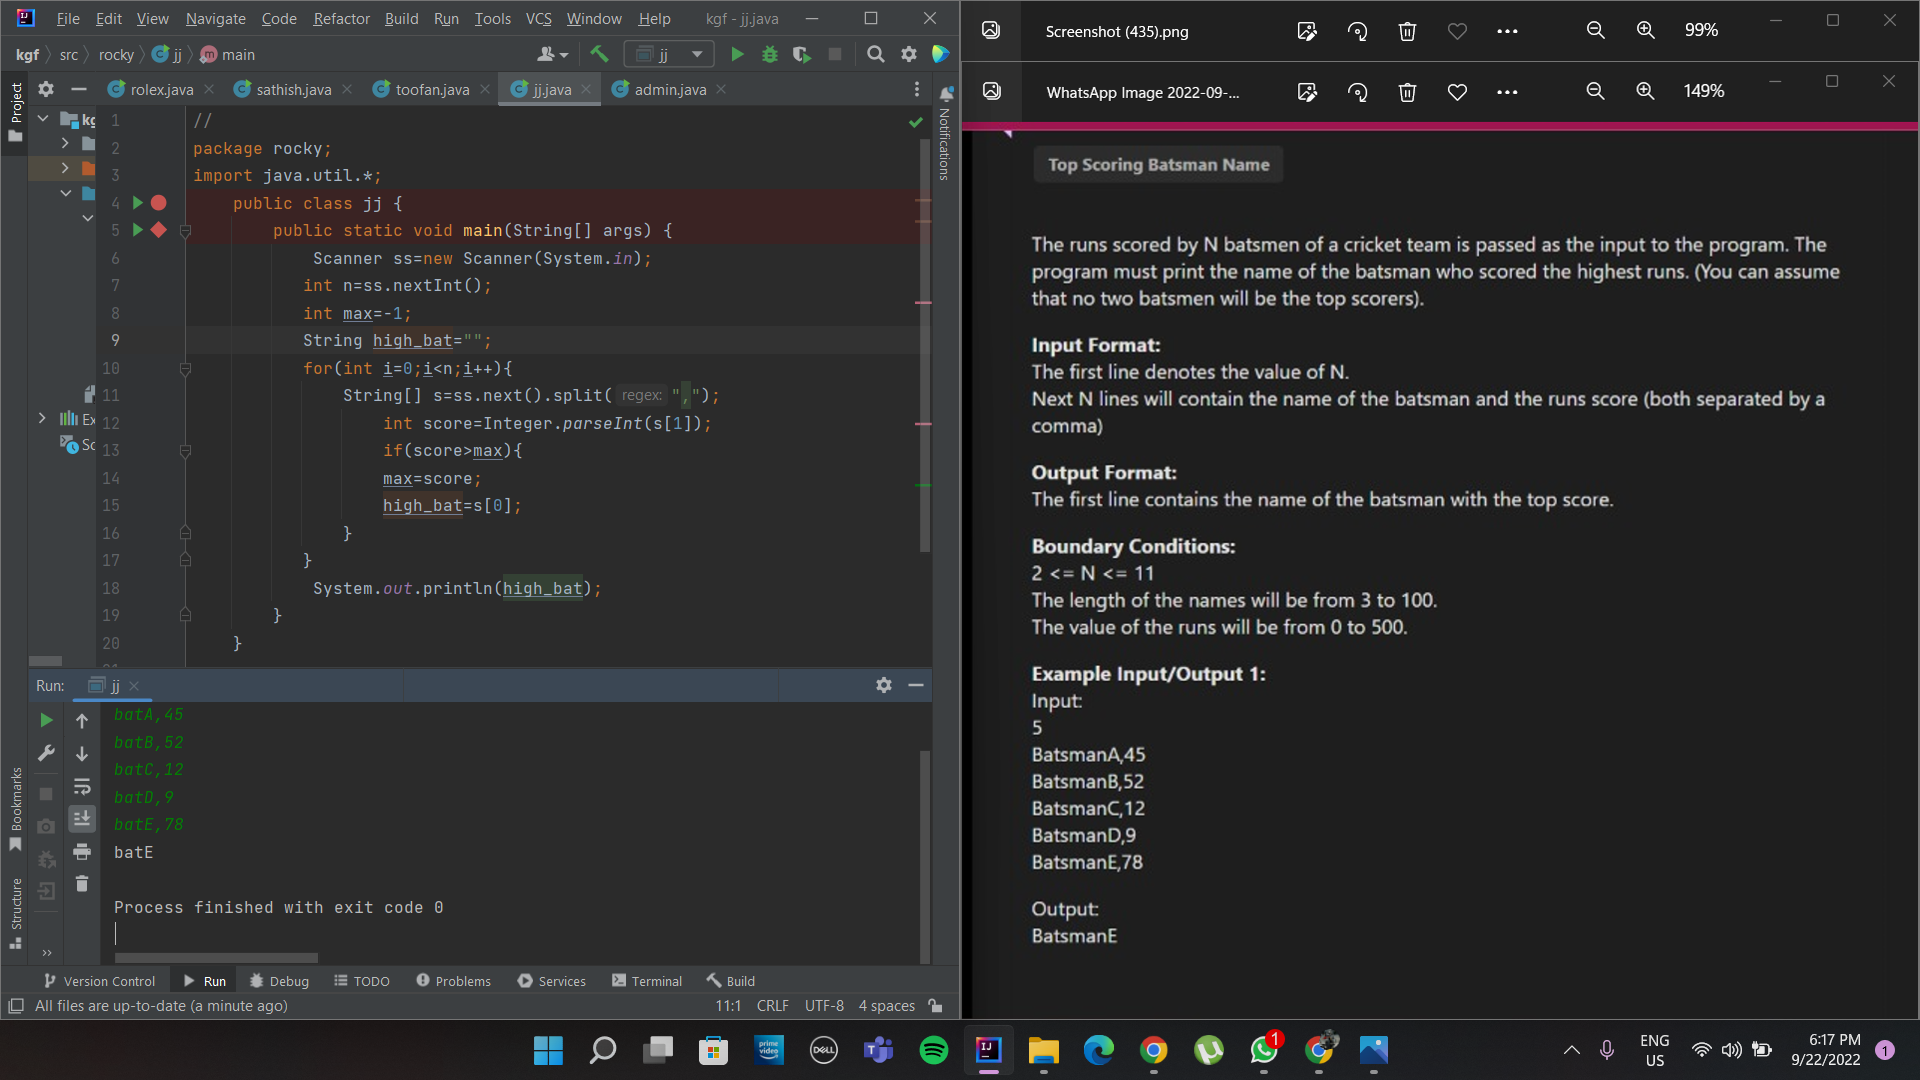 File Edit View Navigate Code Refactor Build Run Tools VCS Window Help kgf - jj.java
kgf src rocky jj main jj
Project
rolex.java sathish.java toofan.java jj.java admin.java
Notifications
kg
Ex
Sc
1 //
2 package rocky;
3 import java.util.*;
4 public class jj {
5 public static void main(String[] args) {
6 Scanner ss=new Scanner(System.in);
7 int n=ss.nextInt();
8 int max=-1;
9 String high_bat="";
10 for(int i=0;i<n;i++){
11 String[] s=ss.next().split( regex: ",");
12 int score=Integer.parseInt(s[1]);
13 if(score>max){
14 max=score;
15 high_bat=s[0];
16 }
17 }
18 System.out.println(high_bat);
19 }
20 }
Run: jj
batA,45
batB,52
batC,12
batD,9
batE,78
batE
Process finished with exit code 0
Bookmarks
Structure
Version Control Run Debug TODO Problems Services Terminal Build
All files are up-to-date (a minute ago) 11:1 CRLF UTF-8 4 spaces
Screenshot (435).png 99%
WhatsApp Image 2022-09-... 149%
Top Scoring Batsman Name
The runs scored by N batsmen of a cricket team is passed as the input to the program. The
program must print the name of the batsman who scored the highest runs. (You can assume
that no two batsmen will be the top scorers).
Input Format:
The first line denotes the value of N.
Next N lines will contain the name of the batsman and the runs score (both separated by a
comma)
Output Format:
The first line contains the name of the batsman with the top score.
Boundary Conditions:
2 <= N <= 11
The length of the names will be from 3 to 100.
The value of the runs will be from 0 to 500.
Example Input/Output 1:
Input:
5
BatsmanA,45
BatsmanB,52
BatsmanC,12
BatsmanD,9
BatsmanE,78
Output:
BatsmanE
prime video
DELL
1
ENG
US
6:17 PM
9/22/2022
1